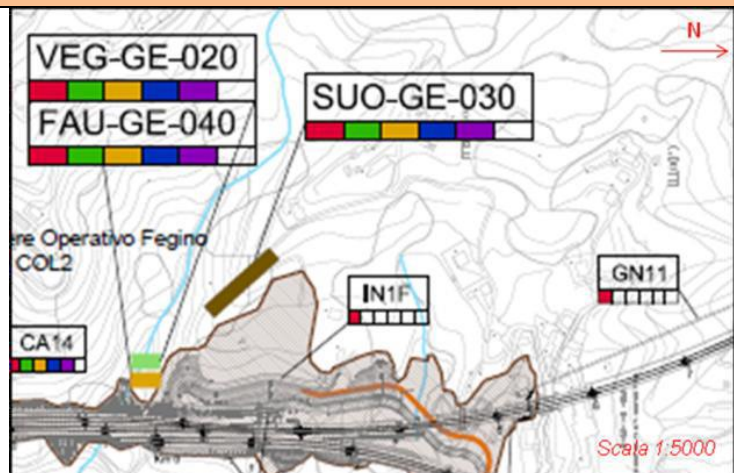 N
VEG-GE-020
FAU-GE-040
SUO-GE-030
ere Operativo Fegino
COL2
IN1F
GN11
CA14
Scala 1:5000